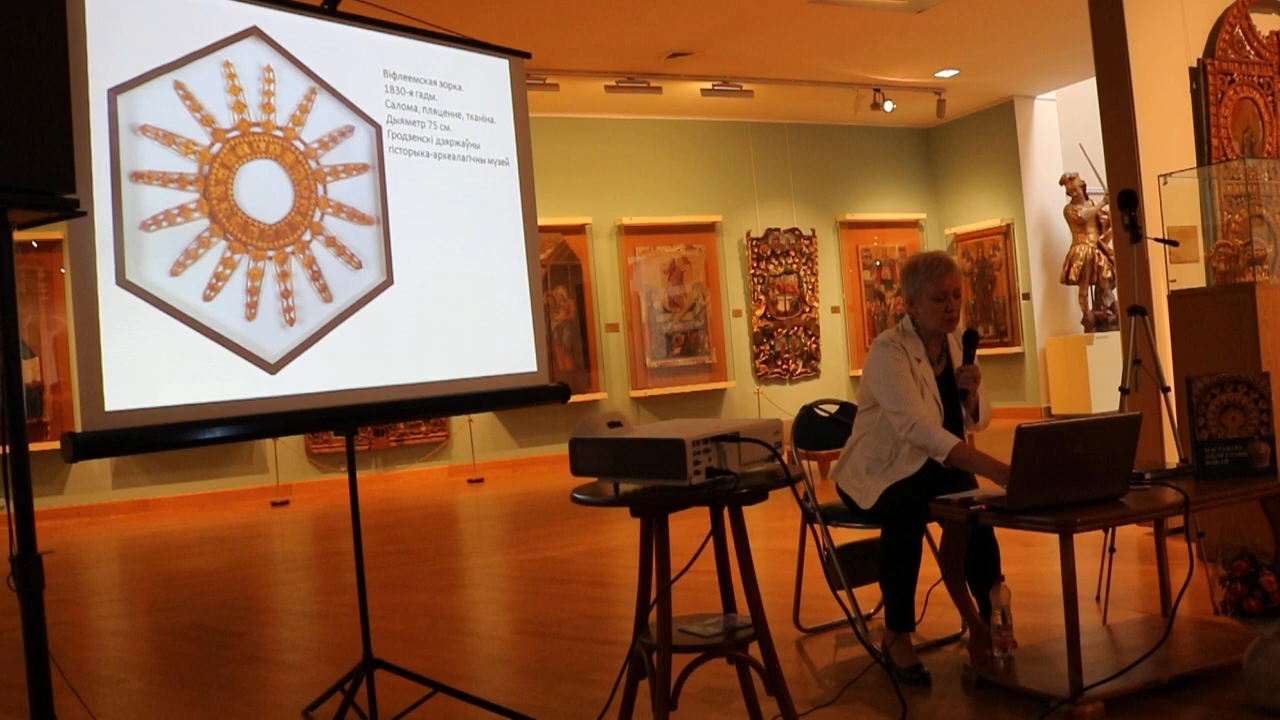 Віфлеемская зорка.
1830-я гады.
Салома, пляценне, тканіна.
Дыяметр 75 см.
Гродзенскі дзяржаўны
гісторыка-археалагічны музей